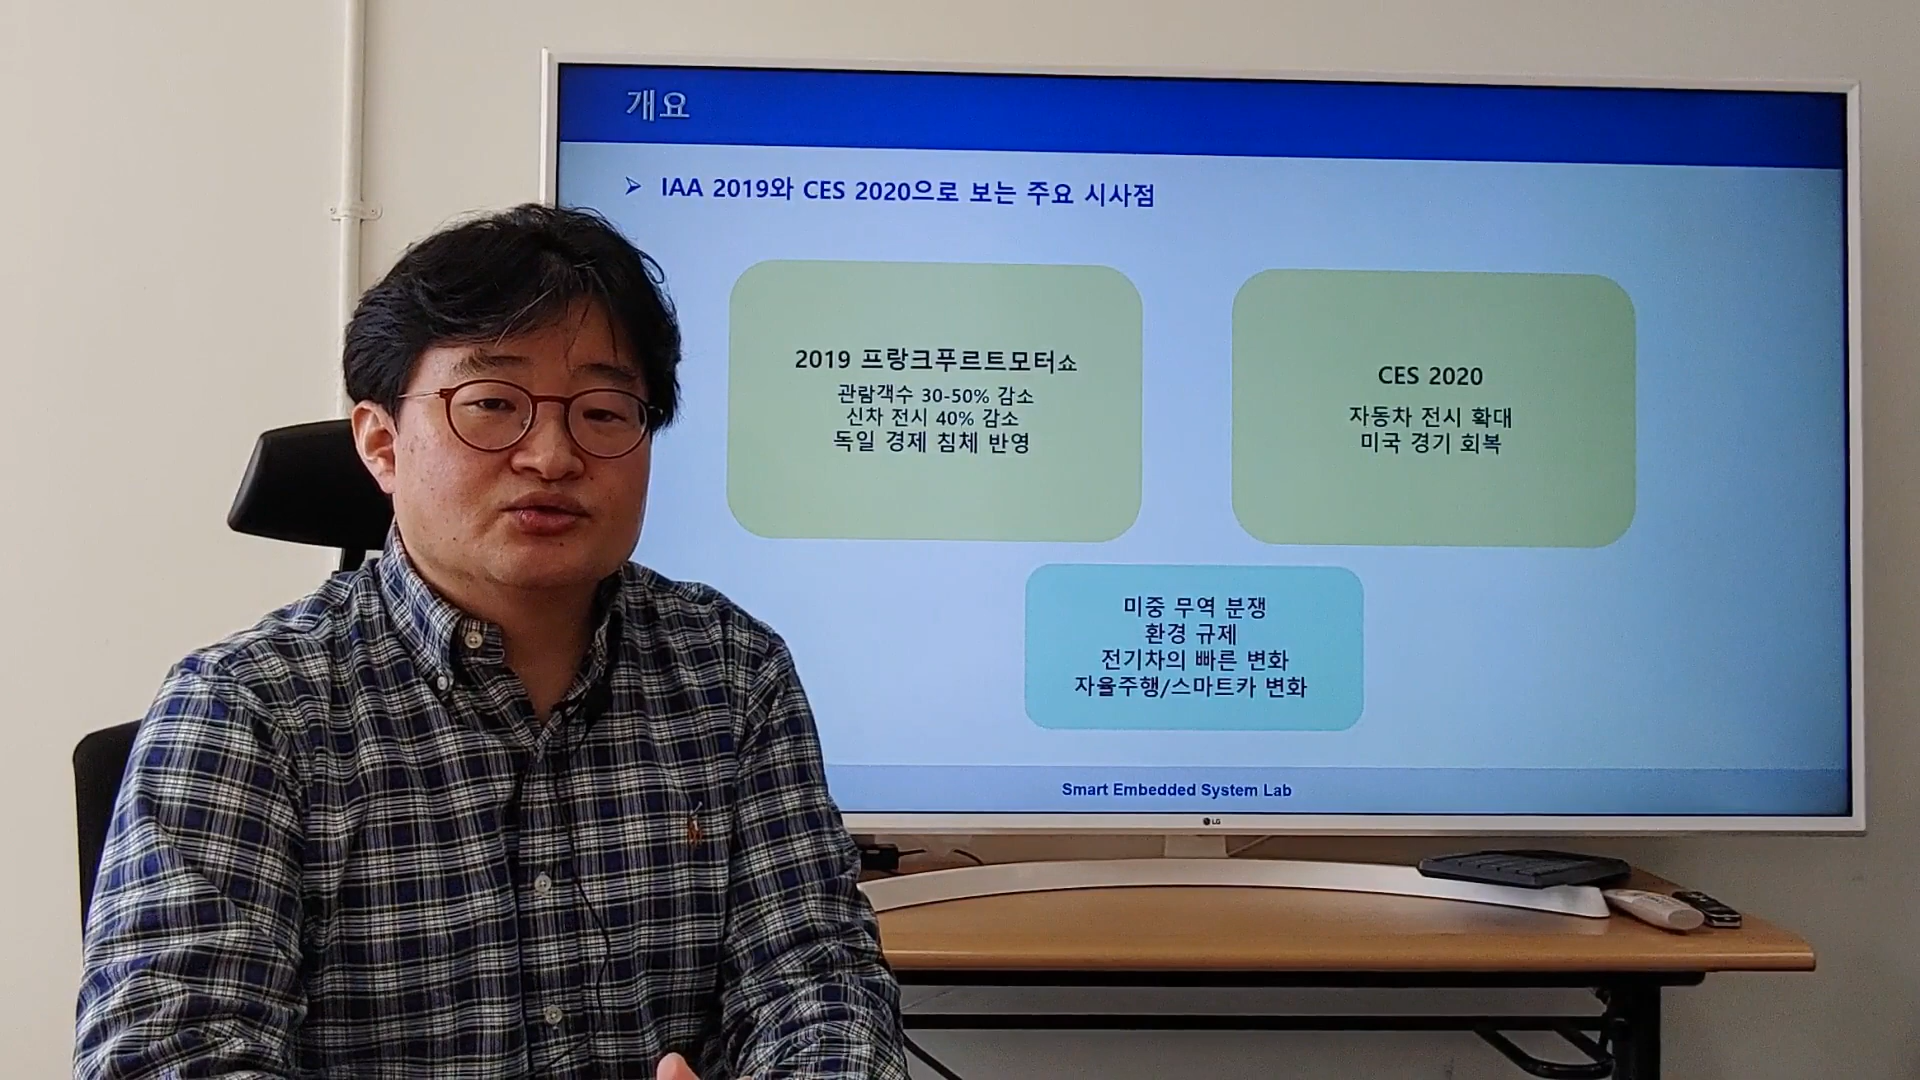 개요
➢ IAA 2019와 CES 2020으로 보는 주요 시사점
2019 프랑크푸르트모터쇼
관람객수 30-50% 감소
신차 전시 40% 감소
독일 경제 침체 반영
CES 2020
자동차 전시 확대
미국 경기 회복
미중 무역 분쟁
환경 규제
전기차의 빠른 변화
자율주행/스마트카 변화
Smart Embedded System Lab
LG